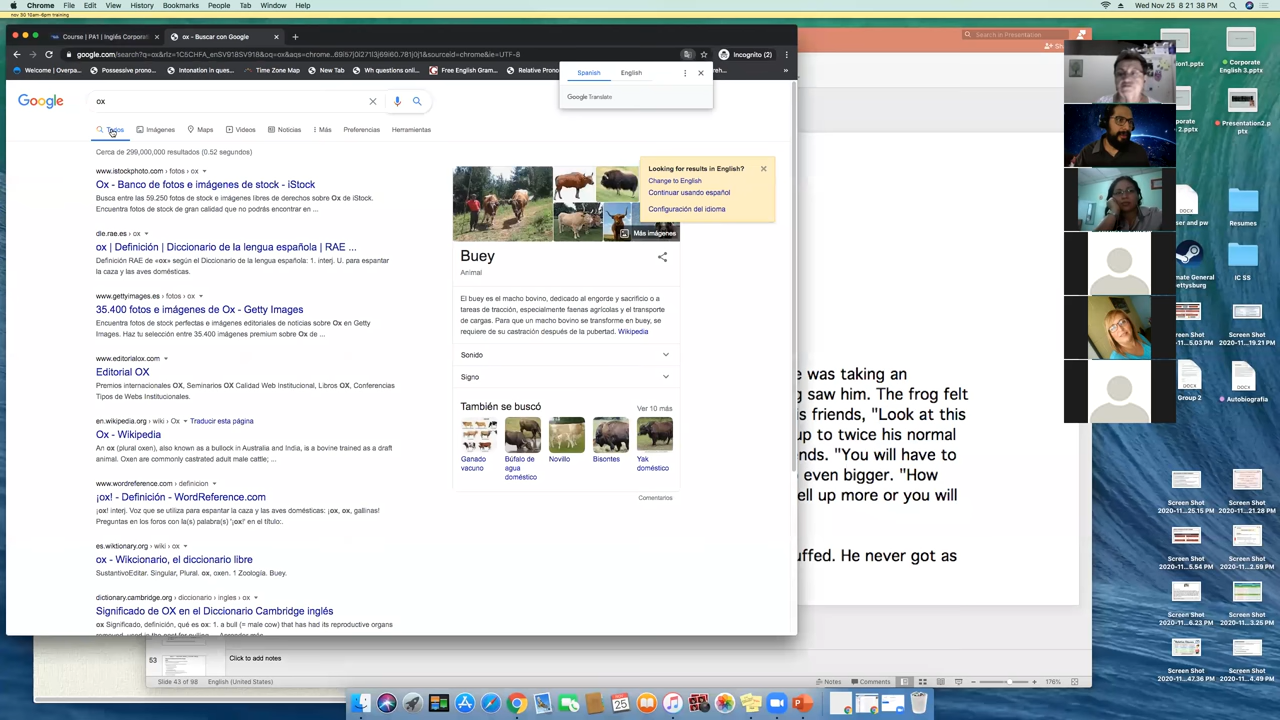 Chrome File Edit View History Bookmarks People Tab Window Help
Wed Nov 25 8 21 38 PM
nov 30 10am-6pm training
Course | PA1 | Inglés Corporat
ox - Buscar con Google
Incognito (2)
Welcome | Overpa...
Possessive pronou...
Intonation in quest...
Time Zone Map
New Tab
Wh questions onl...
Free English Gram...
Relative Pronou
Spanish English
Google Translate
ox
Todos Imágenes Maps Videos Noticias Más Preferencias Herramientas
Cerca de 299,000,000 resultados (0.52 segundos)
www.istockphoto.com › fotos › ox
Ox - Banco de fotos e imágenes de stock - iStock
Busca entre las 59.250 fotos de stock e imágenes libres de derechos sobre Ox de iStock.
Encuentra fotos de stock de gran calidad que no podrás encontrar en ...
dle.rae.es › ox
ox | Definición | Diccionario de la lengua española | RAE ...
Definición RAE de «ox» según el Diccionario de la lengua española: 1. interj. U. para espantar
la caza y las aves domésticas.
www.gettyimages.es › fotos › ox
35.400 fotos e imágenes de Ox - Getty Images
Encuentra fotos de stock perfectas e imágenes editoriales de noticias sobre Ox en Getty
Images. Haz tu selección entre 35.400 imágenes premium sobre Ox de ...
www.editorialox.com
Editorial OX
Premios internacionales OX, Seminarios OX Calidad Web Institucional, Libros OX, Conferencias
Tipos de Webs Institucionales.
en.wikipedia.org › wiki › Ox Traducir esta página
Ox - Wikipedia
An ox (plural oxen), also known as a bullock in Australia and India, is a bovine trained as a draft
animal. Oxen are commonly castrated adult male cattle; ...
www.wordreference.com › definicion
¡ox! - Definición - WordReference.com
¡ox! interj. Voz que se utiliza para espantar la caza y las aves domésticas: ¡ox, ox, gallinas!
Preguntas en los foros con la(s) palabra(s) '¡ox!' en el título:.
es.wiktionary.org › wiki › ox
ox - Wikcionario, el diccionario libre
SustantivoEditar. Singular, Plural. ox, oxen. 1 Zoología. Buey.
dictionary.cambridge.org › diccionario › ingles › ox
Significado de OX en el Diccionario Cambridge inglés
ox Significado, definición, qué es ox: 1. a bull (= male cow) that has had its reproductive organs
Looking for results in English?
Change to English
Continuar usando español
Configuración del idioma
Más imágenes
Buey
Animal
El buey es el macho bovino, dedicado al engorde y sacrificio o a
tareas de tracción, especialmente faenas agrícolas y el transporte
de cargas. Para que un macho bovino se transforme en buey, se
requiere de su castración después de la pubertad. Wikipedia
Sonido
Signo
También se buscó
Ver 10 más
Ganado vacuno
Búfalo de agua doméstico
Novillo
Bisontes
Yak doméstico
Comentarios
Search in Presentation
e was taking an
g saw him. The frog felt
s friends, "Look at this
up to twice his normal
nds. "You will have to
even bigger. "How
ell up more or you will
uffed. He never got as
53
Click to add notes
Slide 43 of 98 English (United States)
Notes Comments 176%
Corporate English 3.pptx
Presentation2.pptx
Resumes
IC SS
Group 2
Autobiografia